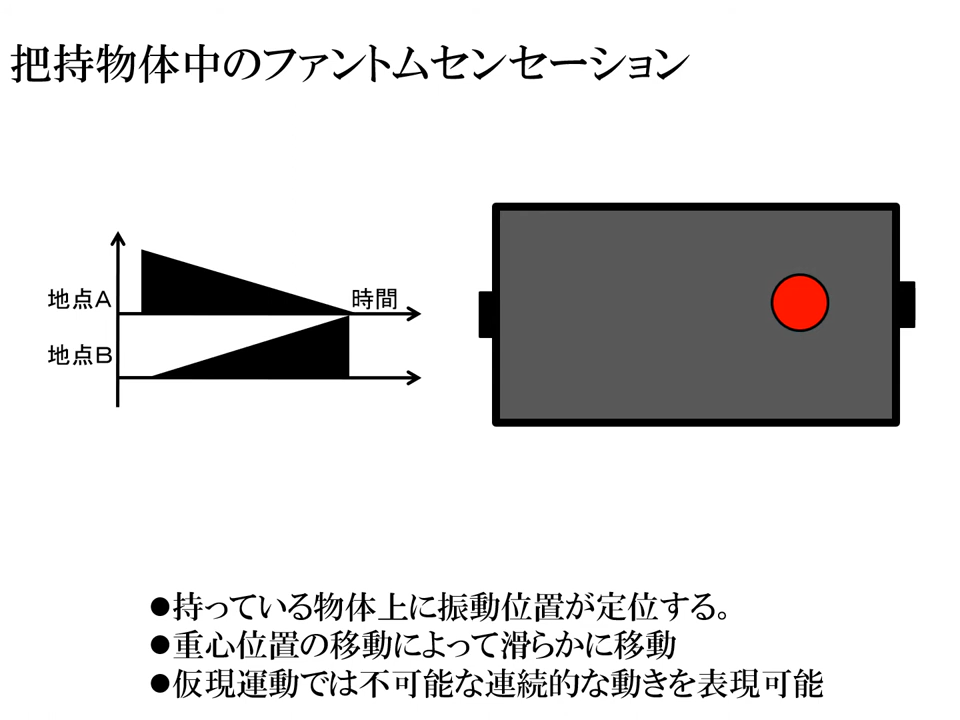 把持物体中のファントムセンセーション
地点A
時間
地点B
●持っている物体上に振動位置が定位する。
●重心位置の移動によって滑らかに移動
●仮現運動では不可能な連続的な動きを表現可能